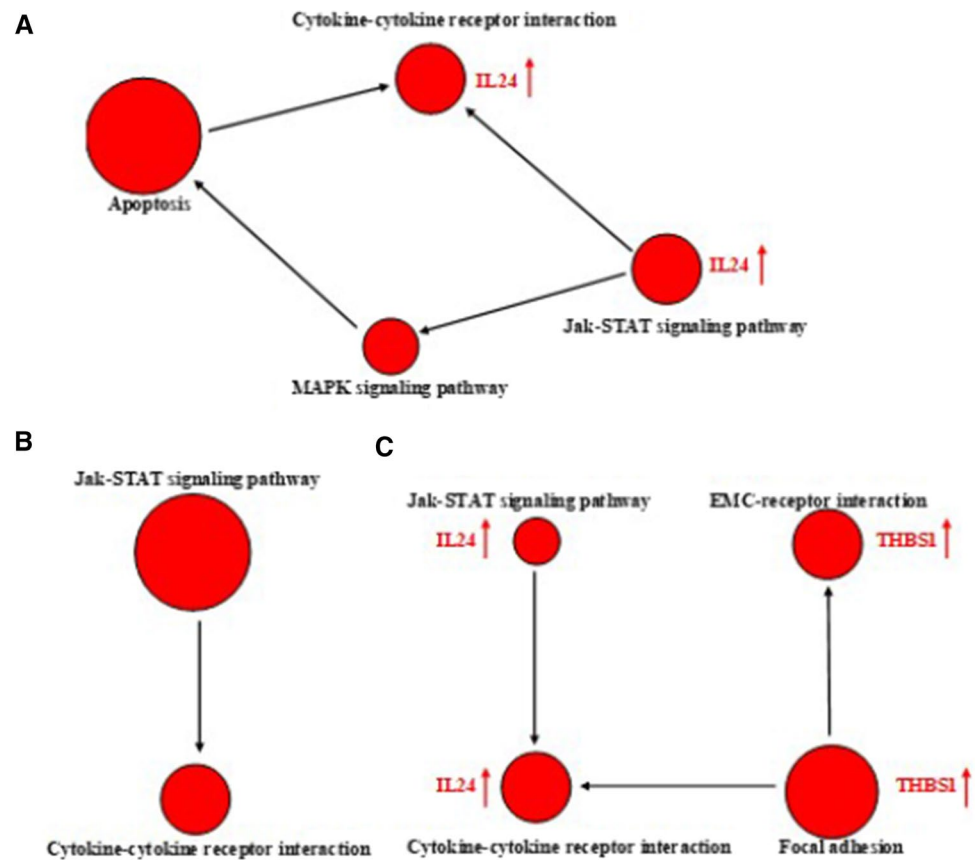 A
Cytokine-cytokine receptor interaction
IL24
Apoptosis
IL24
Jak-STAT signaling pathway
MAPK signaling pathway
B
Jak-STAT signaling pathway
Cytokine-cytokine receptor interaction
C
Jak-STAT signaling pathway
IL24
EMC-receptor interaction
THBS1
IL24
Cytokine-cytokine receptor interaction
THBS1
Focal adhesion